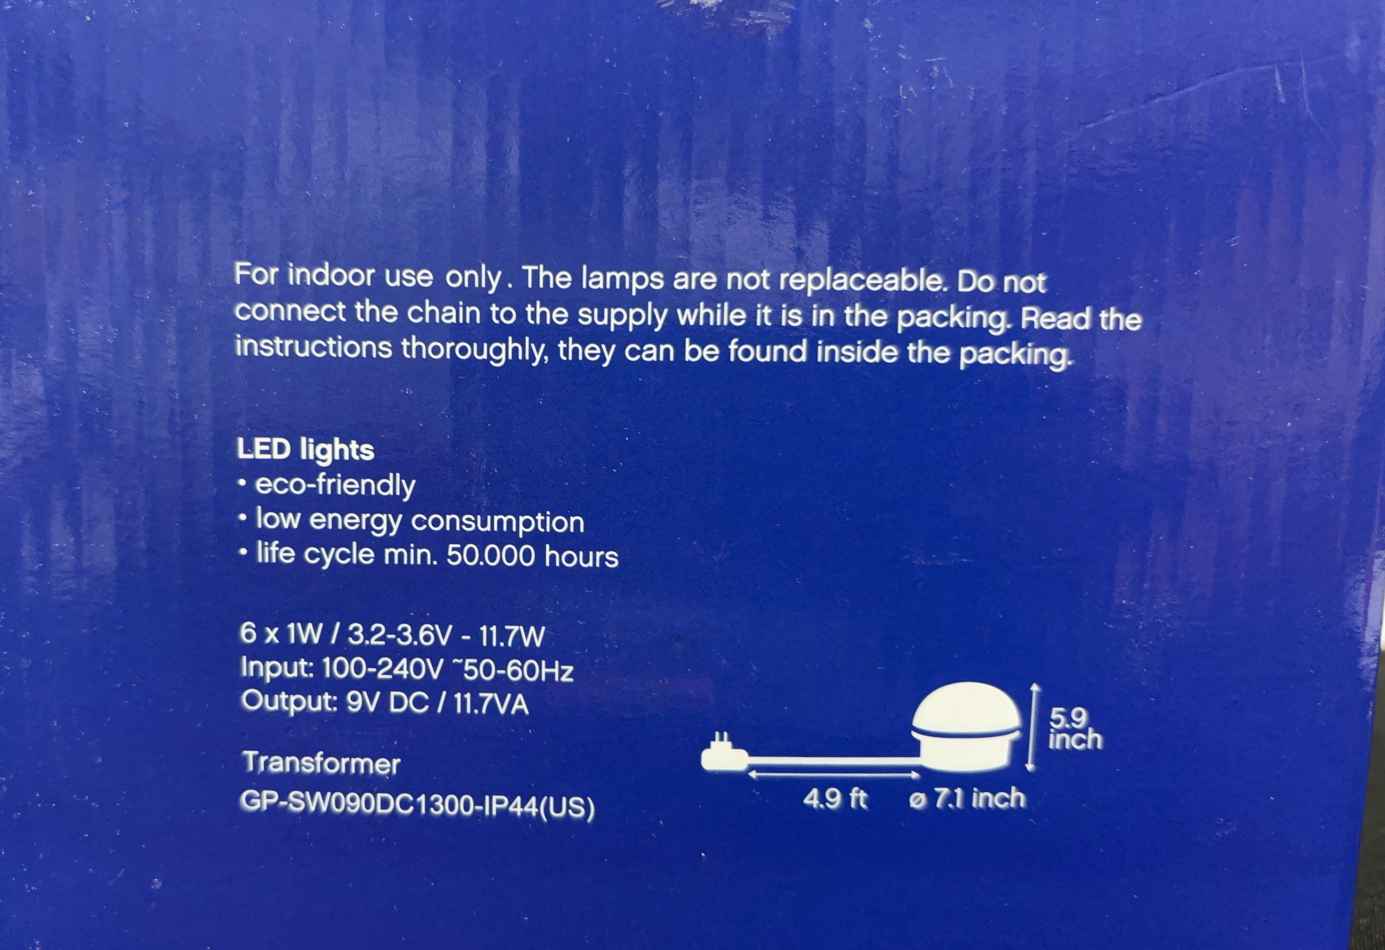 For indoor use only. The lamps are not replaceable. Do not
connect the chain to the supply while it is in the packing. Read the
instructions thoroughly, they can be found inside the packing.
LED lights
• eco-friendly
• low energy consumption
• life cycle min. 50.000 hours
6 x 1W / 3.2-3.6V - 11.7W
Input: 100-240V ~50-60Hz
Output: 9V DC / 11.7VA
Transformer
GP-SW090DC1300-IP44(US)
5.9
inch
4.9 ft
ø 7.1 inch